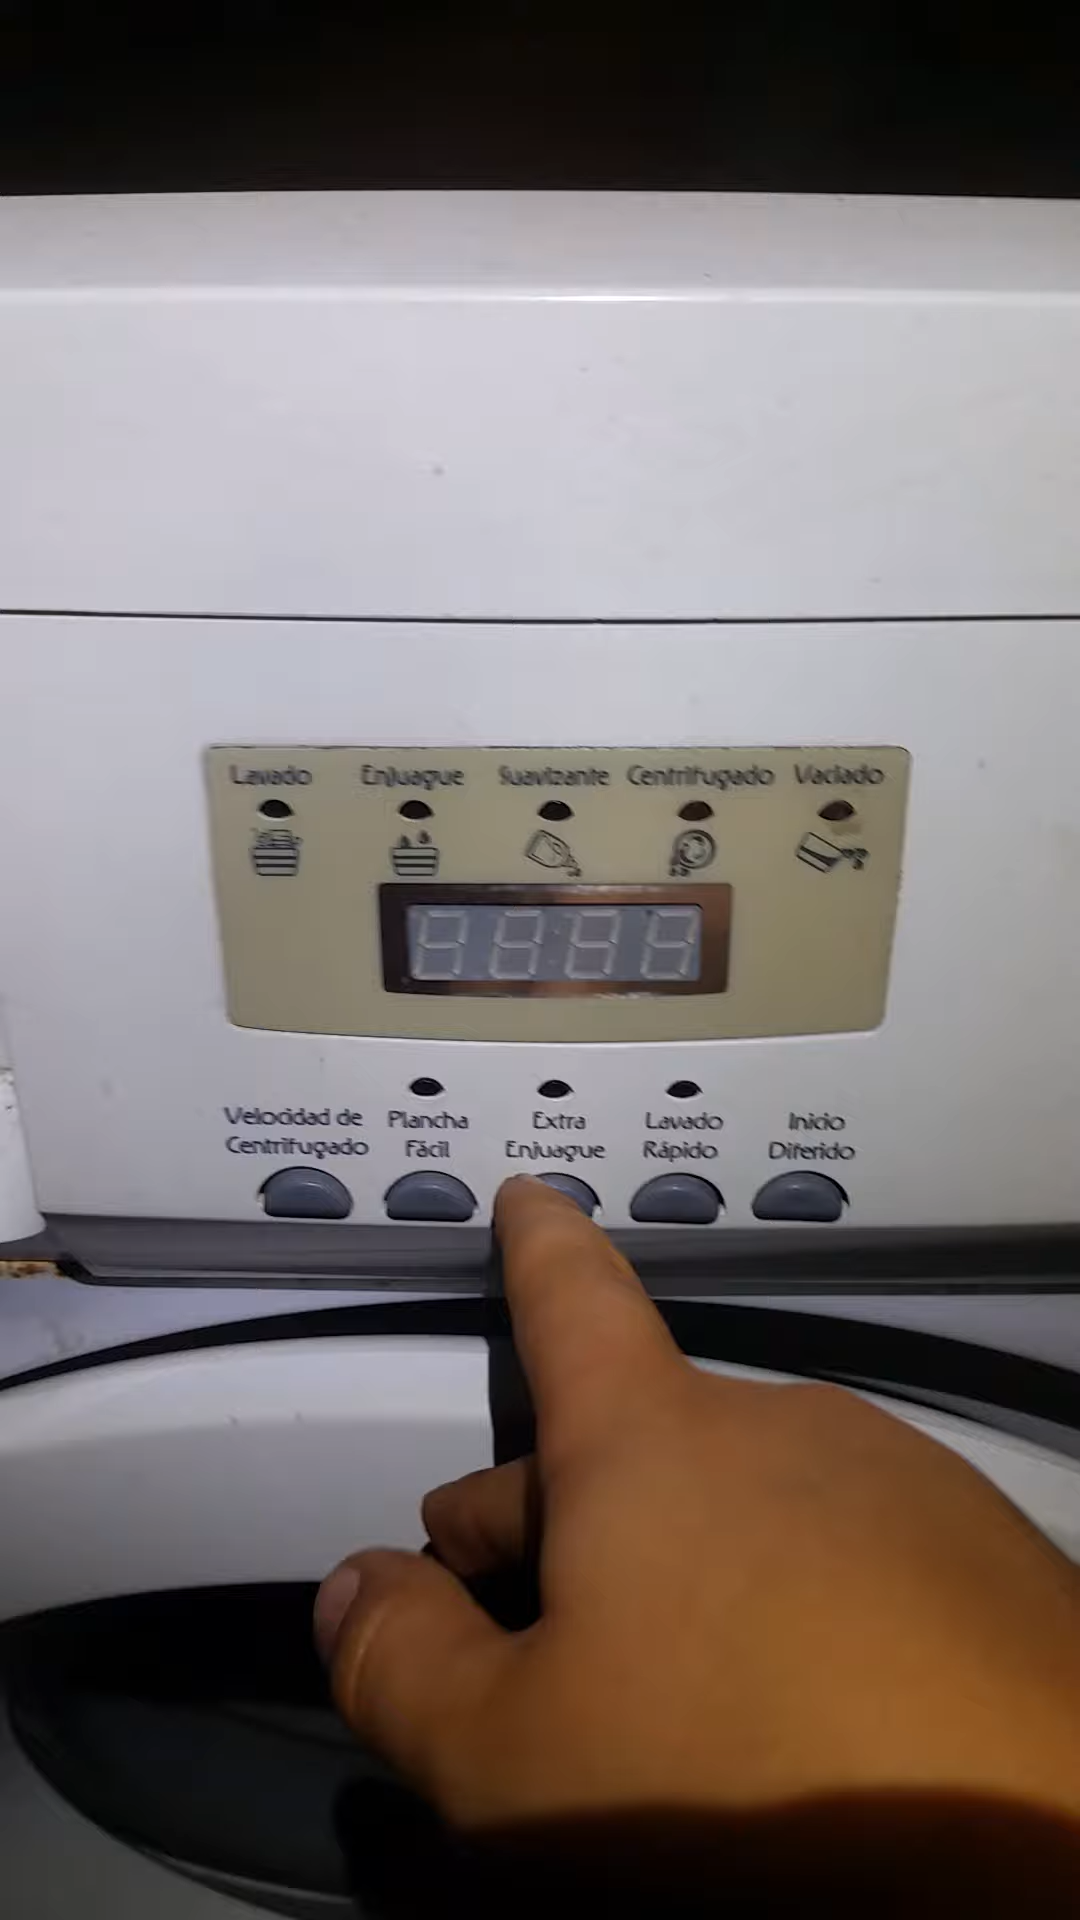 Lavado Enjuague Suavizante Centrifugado Vaciado
Velocidad de Centrifugado
Plancha Fácil
Extra Enjuague
Lavado Rápido
Inicio Diferido